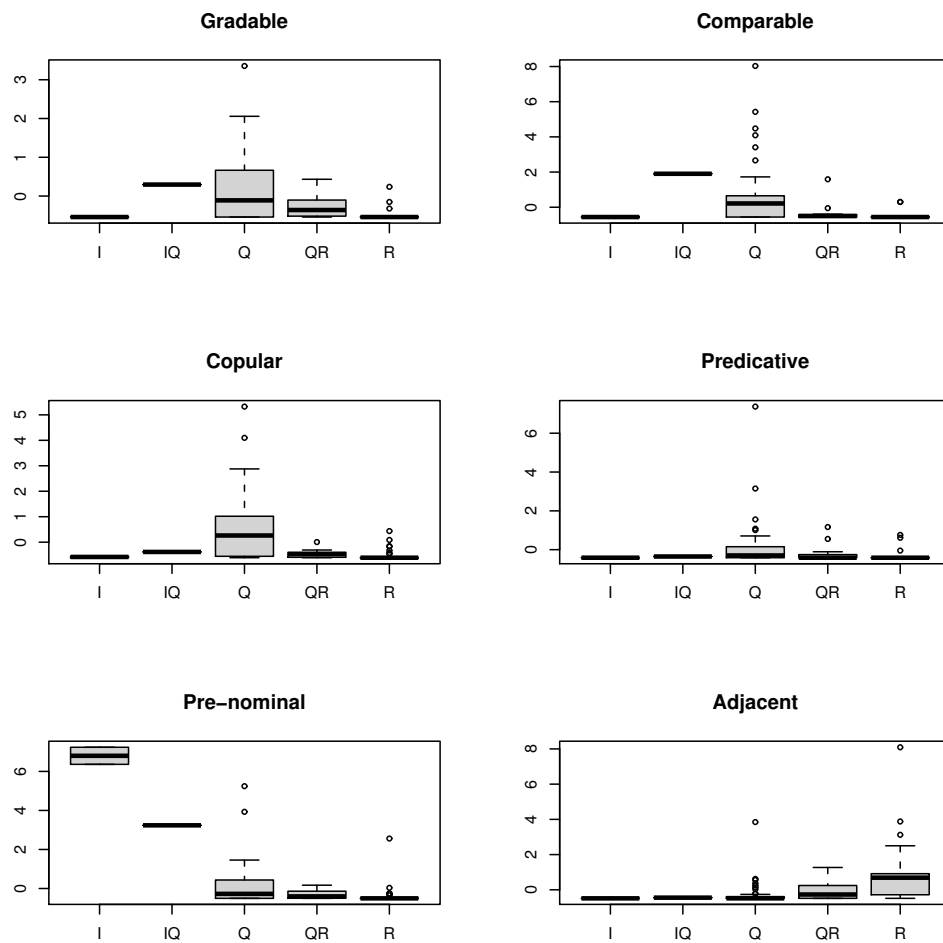 Gradable
3
2
1
0
I IQ Q QR R
Comparable
8
6
4
2
0
I IQ Q QR R
Copular
5
4
3
2
1
0
I IQ Q QR R
Predicative
6
4
2
0
I IQ Q QR R
Pre−nominal
6
4
2
0
I IQ Q QR R
Adjacent
8
6
4
2
0
I IQ Q QR R